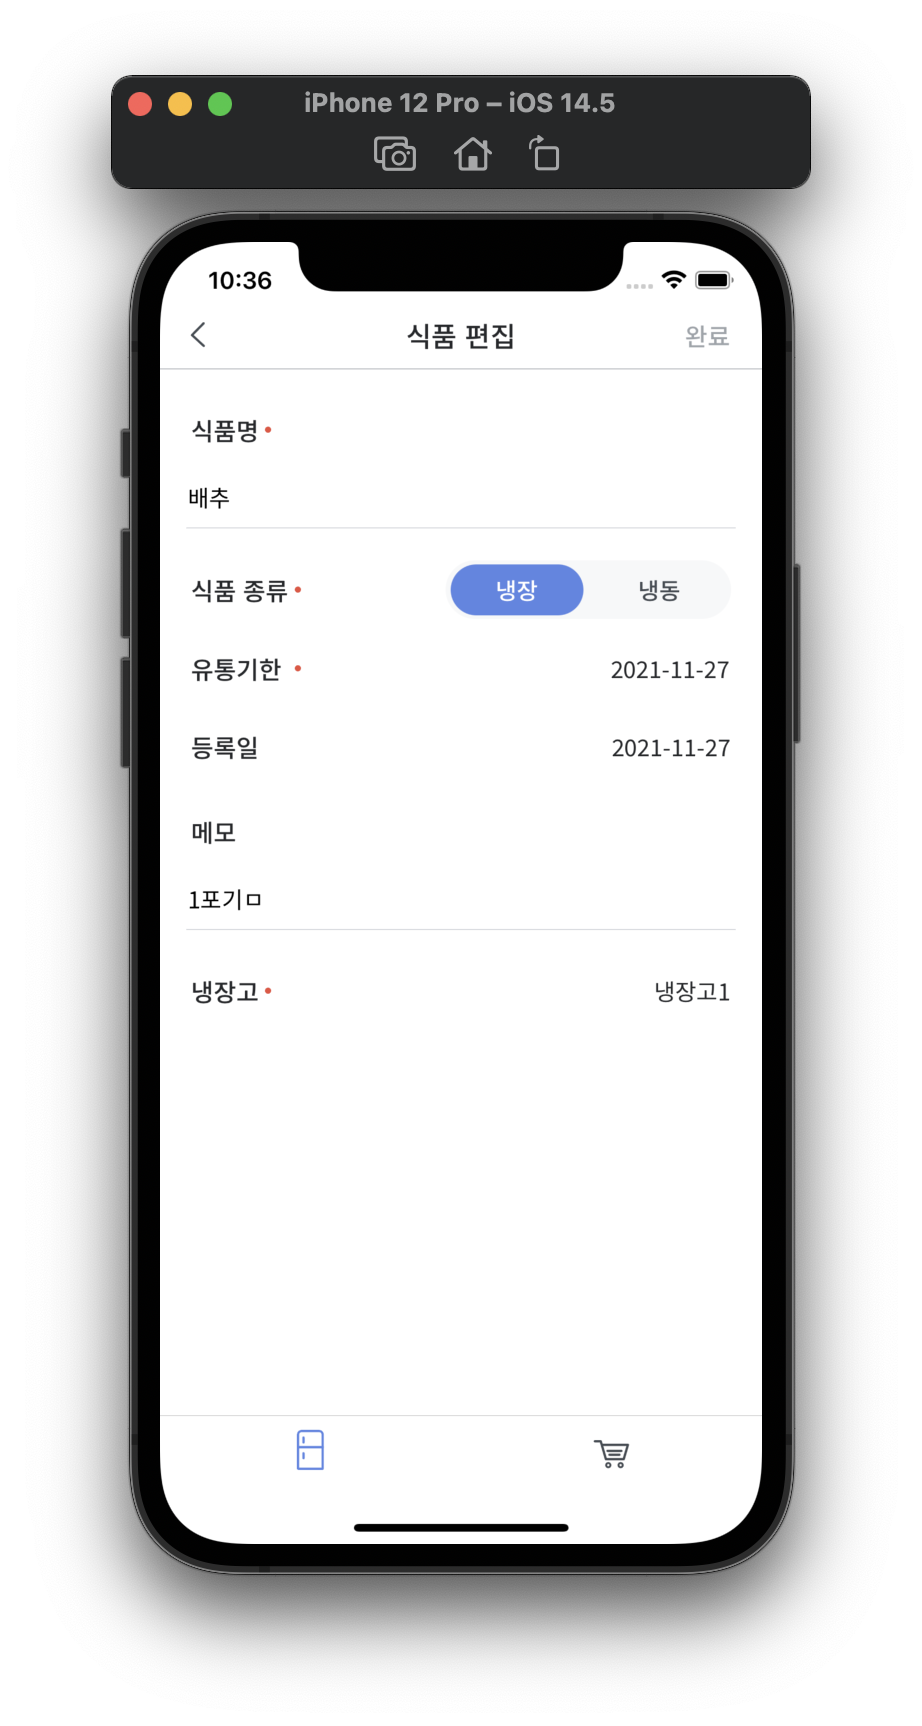 iPhone 12 Pro – iOS 14.5
10:36
식품 편집 완료
식품명
배추
식품 종류 냉장 냉동
유통기한 2021-11-27
등록일 2021-11-27
메모
1포기ㅁ
냉장고 냉장고1